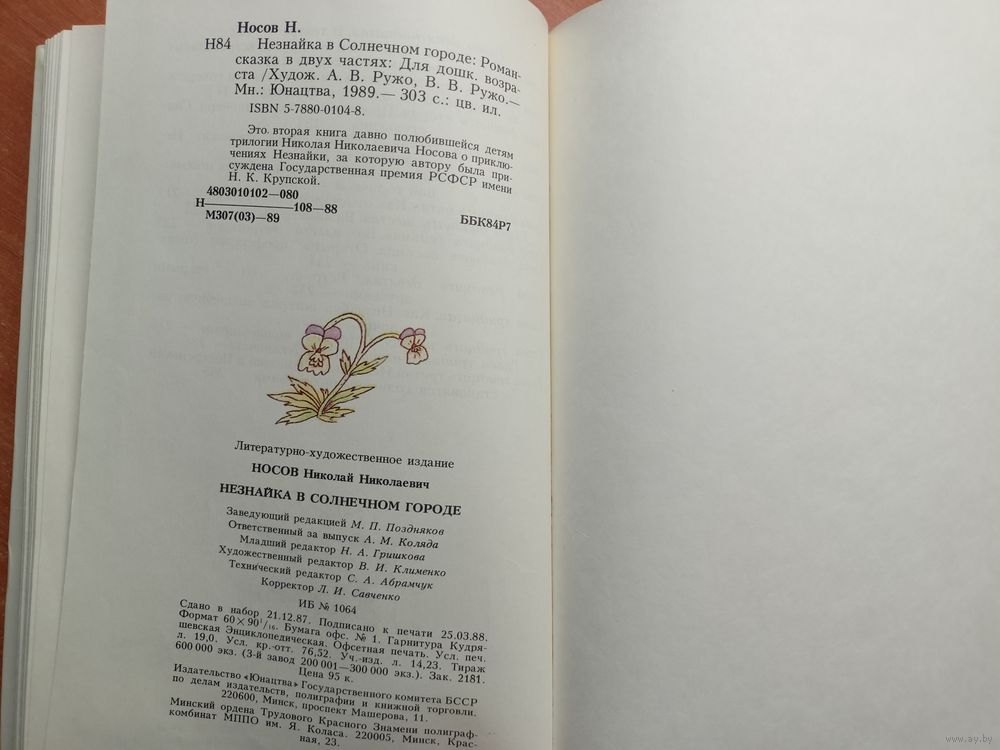 Носов Н.
Н84 Незнайка в Солнечном городе: Роман-
сказка в двух частях: Для дошк. возра-
ста /Худож. А. В. Ружо, В. В. Ружо.—
Мн.: Юнацтва, 1989.— 303 с.: цв. ил.
ISBN 5-7880-0104-8.
Это вторая книга давно полюбившейся детям
трилогии Николая Николаевича Носова о приклю-
чениях Незнайки, за которую автору была при-
суждена Государственная премия РСФСР имени
Н. К. Крупской.
4803010102—080
Н—————108—88
М307(03)—89
ББК84Р7
Литературно-художественное издание
НОСОВ Николай Николаевич
НЕЗНАЙКА В СОЛНЕЧНОМ ГОРОДЕ
Заведующий редакцией М. П. Поздняков
Ответственный за выпуск А. М. Коляда
Младший редактор Н. А. Гришкова
Художественный редактор В. И. Клименко
Технический редактор С. А. Абрамчук
Корректор Л. И. Савченко
ИБ № 1064
Сдано в набор 21.12.87. Подписано к печати 25.03.88.
Формат 60×90¹/₁₆. Бумага офс. № 1. Гарнитура Кудря-
шевская Энциклопедическая. Офсетная печать. Усл. печ.
л. 19,0. Усл. кр.-отт. 76,52. Уч.-изд. л. 14,23. Тираж
600 000 экз. (3-й завод 200 001—300 000 экз.). Зак. 2181.
Цена 95 к.
Издательство «Юнацтва» Государственного комитета БССР
по делам издательств, полиграфии и книжной торговли.
220600, Минск, проспект Машерова, 11.
Минский ордена Трудового Красного Знамени полиграф-
комбинат МППО им. Я. Коласа. 220005, Минск, Крас-
ная, 23.
www.ay.by